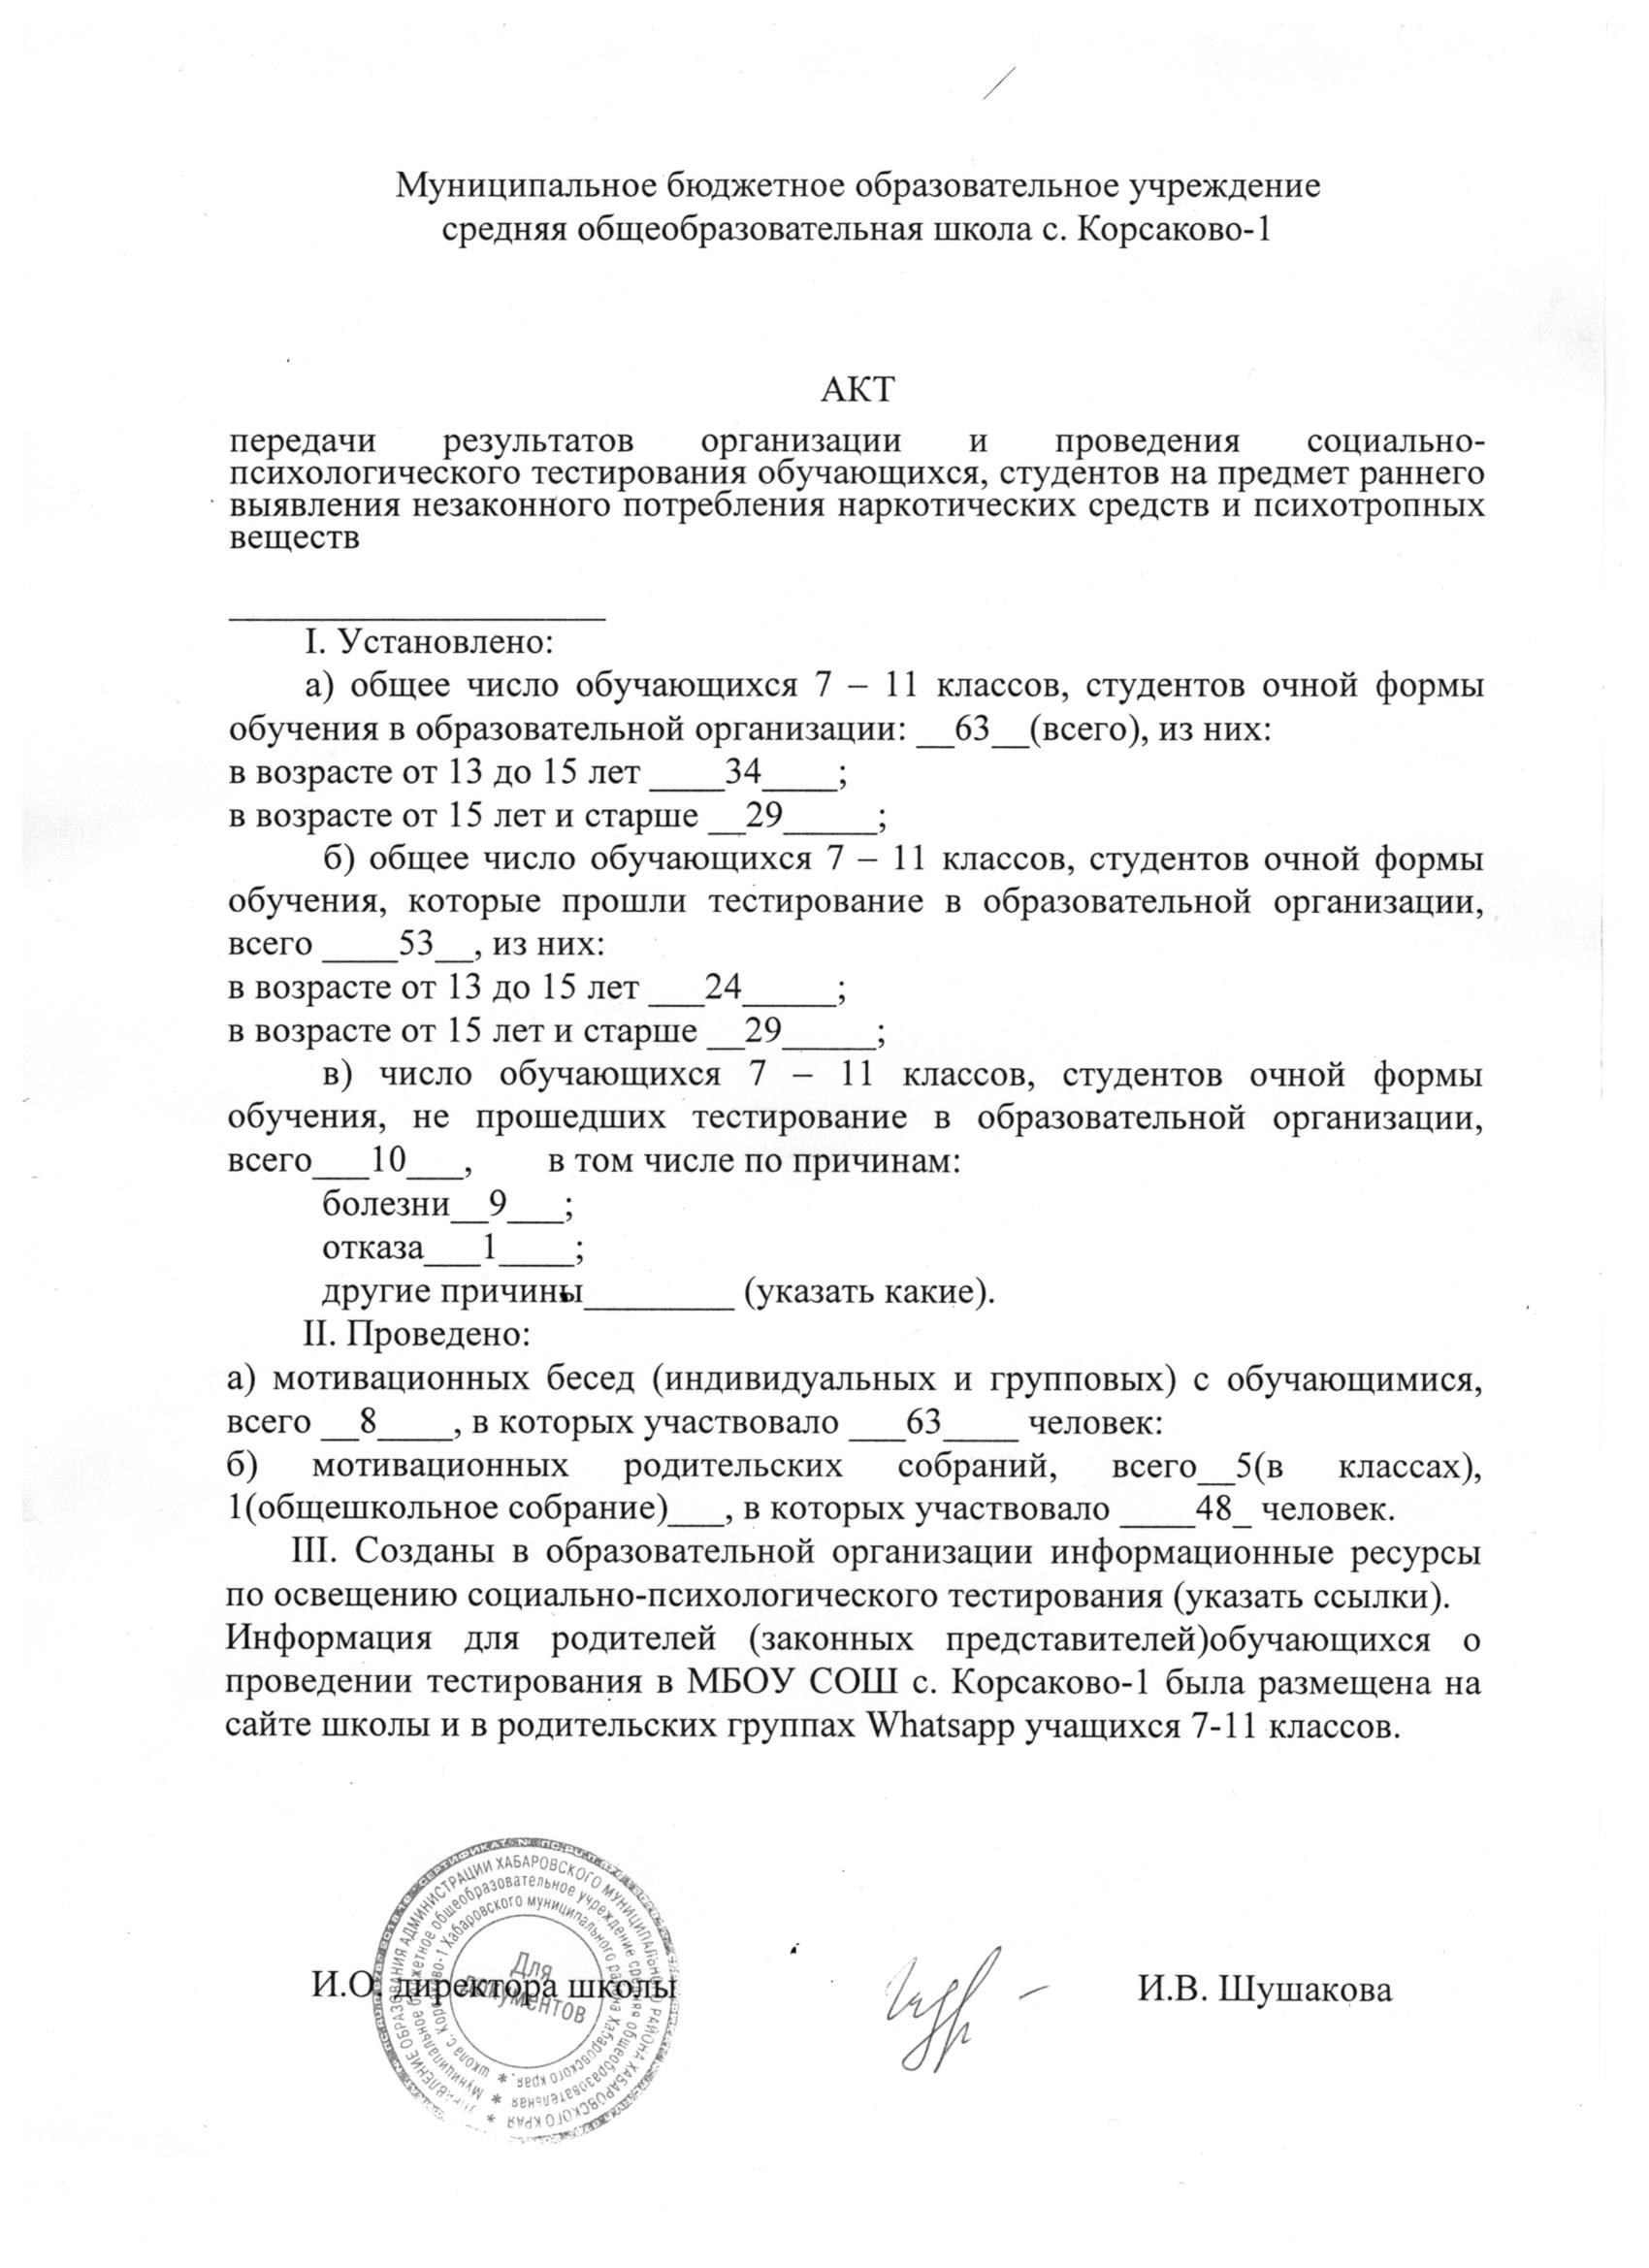 Муниципальное бюджетное образовательное учреждение
средняя общеобразовательная школа с. Корсаково-1
АКТ
передачи результатов организации и проведения социально-
психологического тестирования обучающихся, студентов на предмет раннего
выявления незаконного потребления наркотических средств и психотропных
веществ
____________________
I. Установлено:
а) общее число обучающихся 7 – 11 классов, студентов очной формы
обучения в образовательной организации: __63__(всего), из них:
в возрасте от 13 до 15 лет ____34____;
в возрасте от 15 лет и старше __29_____;
б) общее число обучающихся 7 – 11 классов, студентов очной формы
обучения, которые прошли тестирование в образовательной организации,
всего ____53__, из них:
в возрасте от 13 до 15 лет ___24_____;
в возрасте от 15 лет и старше __29_____;
в) число обучающихся 7 – 11 классов, студентов очной формы
обучения, не прошедших тестирование в образовательной организации,
всего___10___, в том числе по причинам:
болезни__9___;
отказа___1____;
другие причины________ (указать какие).
II. Проведено:
а) мотивационных бесед (индивидуальных и групповых) с обучающимися,
всего __8____, в которых участвовало ___63____ человек:
б) мотивационных родительских собраний, всего__5(в классах),
1(общешкольное собрание)___, в которых участвовало ____48_ человек.
III. Созданы в образовательной организации информационные ресурсы
по освещению социально-психологического тестирования (указать ссылки).
Информация для родителей (законных представителей)обучающихся о
проведении тестирования в МБОУ СОШ с. Корсаково-1 была размещена на
сайте школы и в родительских группах Whatsapp учащихся 7-11 классов.
И.О. директора школы И.В. Шушакова
УПРАВЛЕНИЕ ОБРАЗОВАНИЯ АДМИНИСТРАЦИИ ХАБАРОВСКОГО МУНИЦИПАЛЬНОГО РАЙОНА ХАБАРОВСКОГО КРАЯ *
Муниципальное бюджетное общеобразовательное учреждение средняя общеобразовательная *
школа с. Корсаково-1 Хабаровского муниципального района Хабаровского края. *
Для
документов